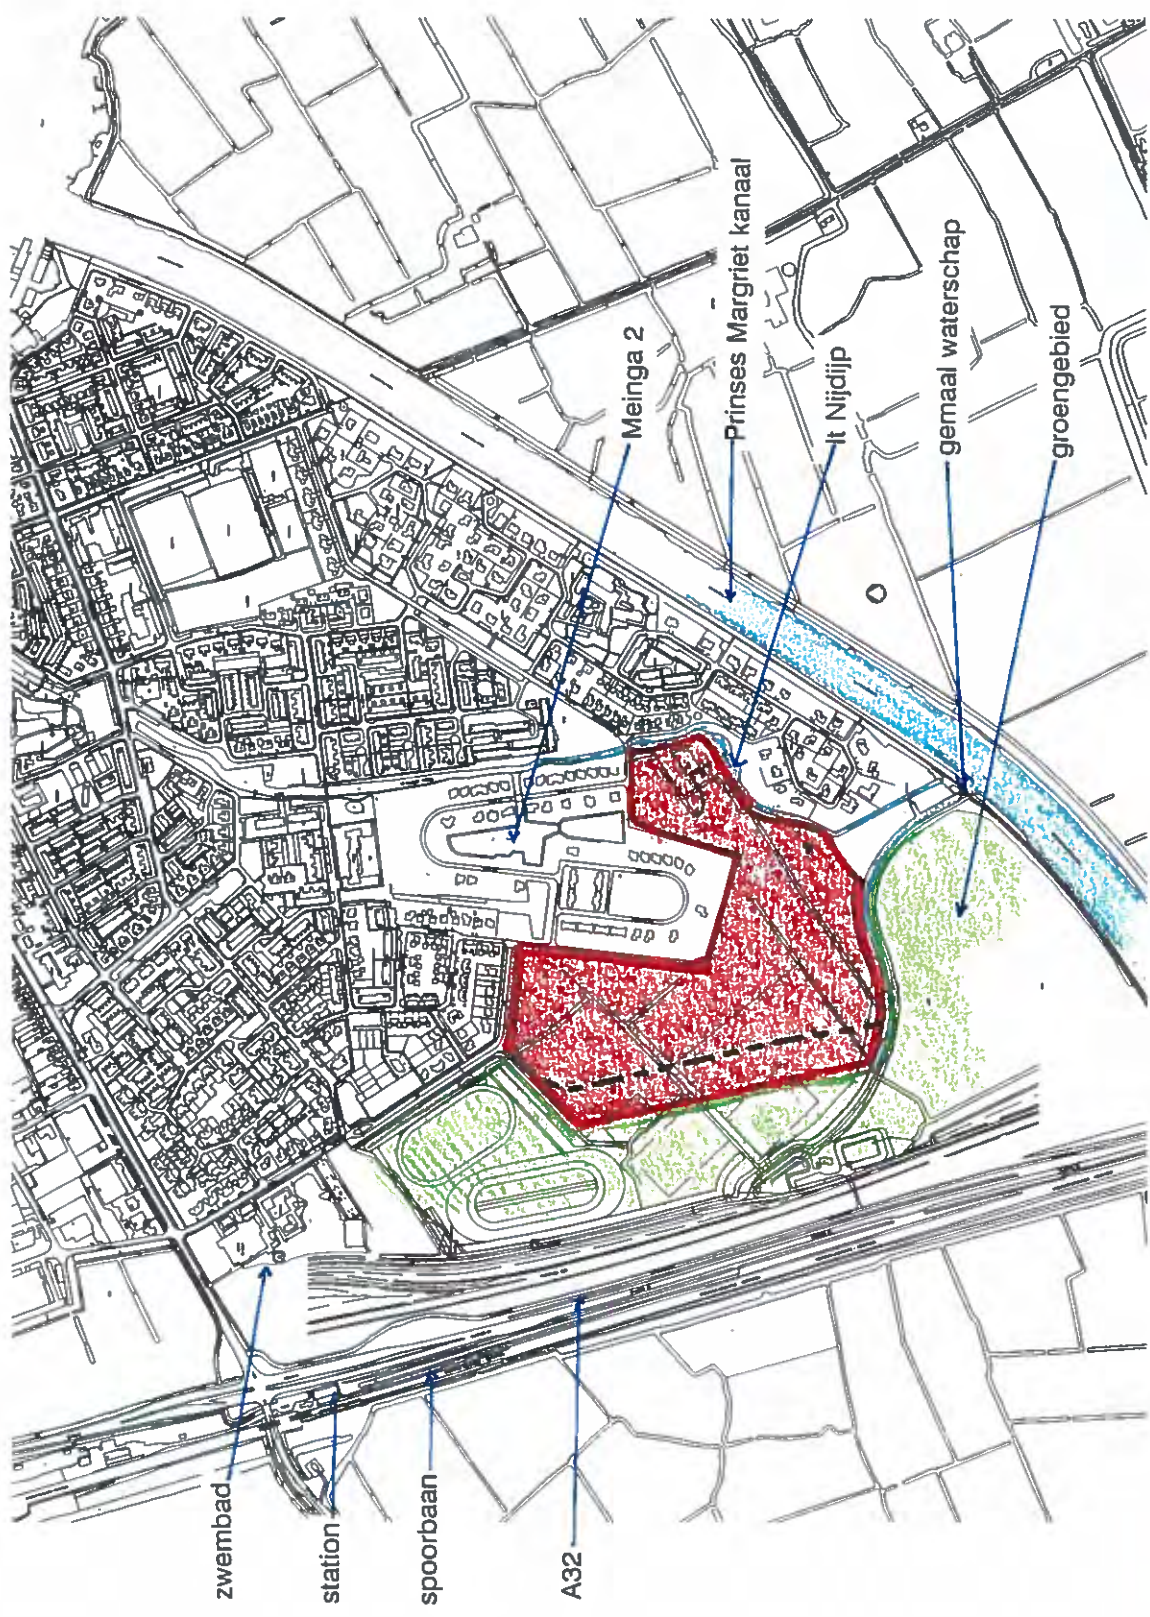 zwembad
station
spoorbaan
A32
Meinga 2
Prinses Margriet kanaal
It Nijdijp
gemaal waterschap
groengebied